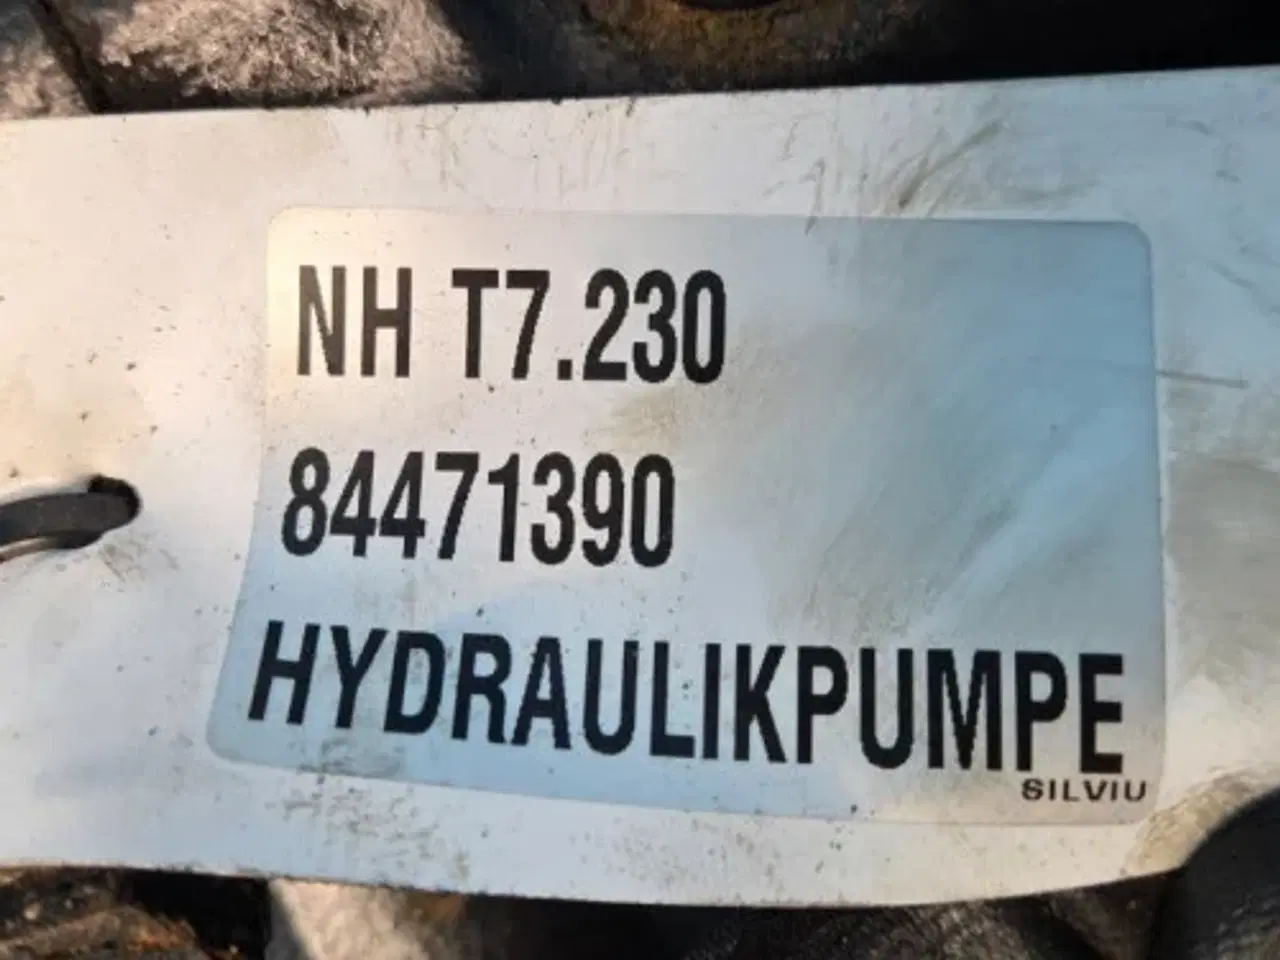 NH T7.230
84471390
HYDRAULIKPUMPE
SILVIU